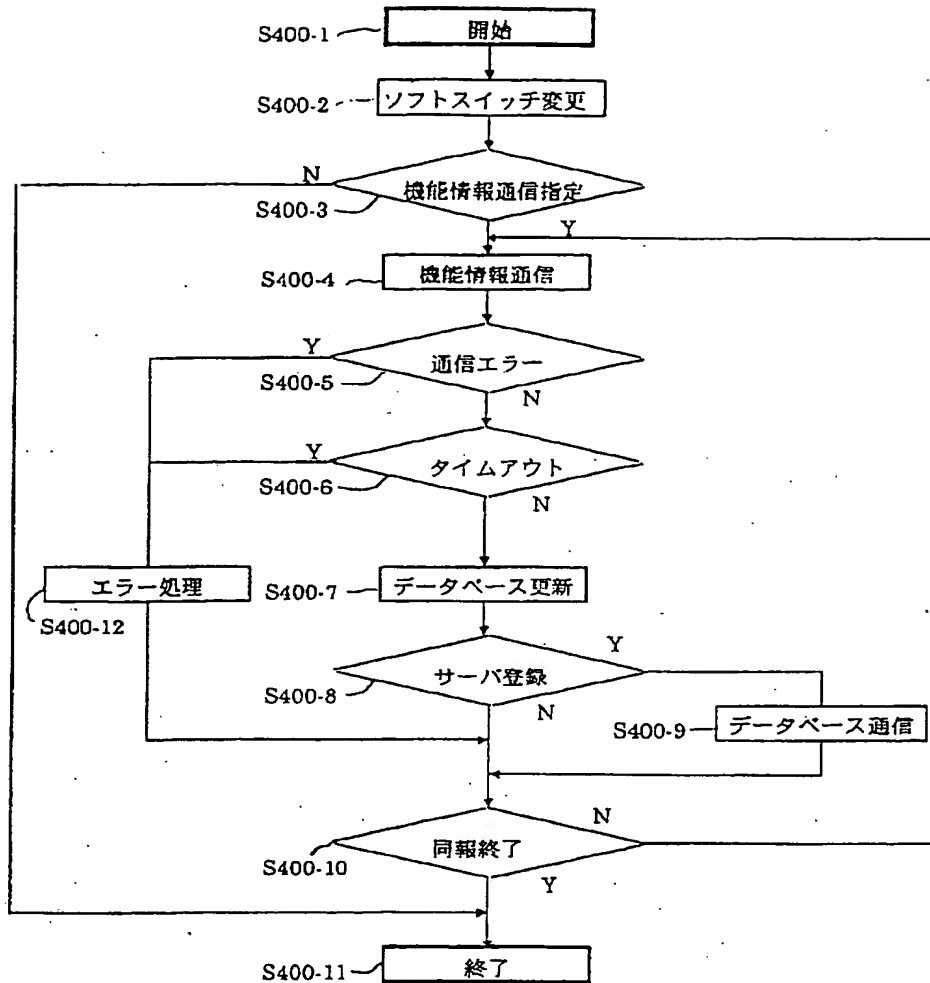 S400-1
開始
S400-2
ソフトスイッチ変更
N
機能情報通信指定
S400-3
Y
S400-4
機能情報通信
Y
通信エラー
S400-5
N
Y
タイムアウト
S400-6
N
エラー処理
S400-7
データベース更新
S400-12
Y
サーバ登録
S400-8
N
S400-9
データベース通信
N
同報終了
S400-10
Y
S400-11
終了